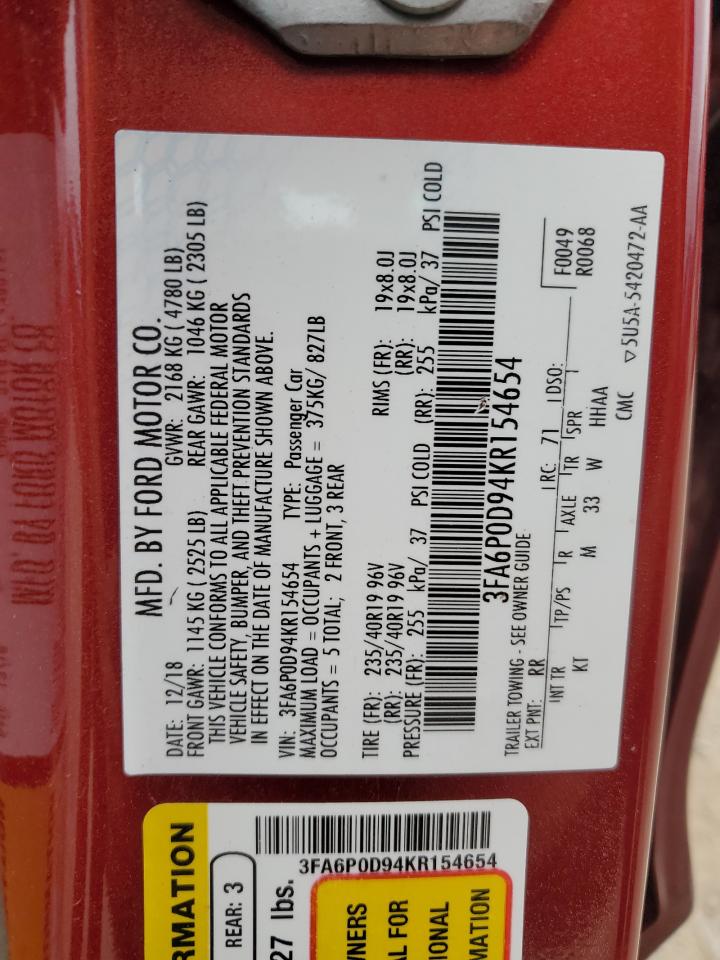 MFD. BY FORD MOTOR CO.
DATE: 12/18 GVWR: 2168 KG ( 4780 LB)
FRONT GAWR: 1145 KG ( 2525 LB) REAR GAWR: 1046 KG ( 2305 LB)
THIS VEHICLE CONFORMS TO ALL APPLICABLE FEDERAL MOTOR
VEHICLE SAFETY, BUMPER, AND THEFT PREVENTION STANDARDS
IN EFFECT ON THE DATE OF MANUFACTURE SHOWN ABOVE.
VIN: 3FA6P0D94KR154654 TYPE: Passenger Car
MAXIMUM LOAD = OCCUPANTS + LUGGAGE = 375KG/ 827LB
OCCUPANTS = 5 TOTAL; 2 FRONT, 3 REAR
TIRE (FR): 235/40R19 96V RIMS (FR): 19x8.0J
(RR): 235/40R19 96V (RR): 19x8.0J
PRESSURE (FR): 255 kPa/ 37 PSI COLD (RR): 255 kPa/ 37 PSI COLD
3FA6P0D94KR154654
TRAILER TOWING - SEE OWNER GUIDE
EXT PNT: RR RC: 71 DSO: F0049
R0068
INT TR TP/PS R AXLE TR SPR
KT M 33 W HHAA
CMC
▽5U5A-5420472-AA
RMATION
REAR: 3
27 lbs.
3FA6P0D94KR154654
WNERS
AL FOR
IONAL
MATION